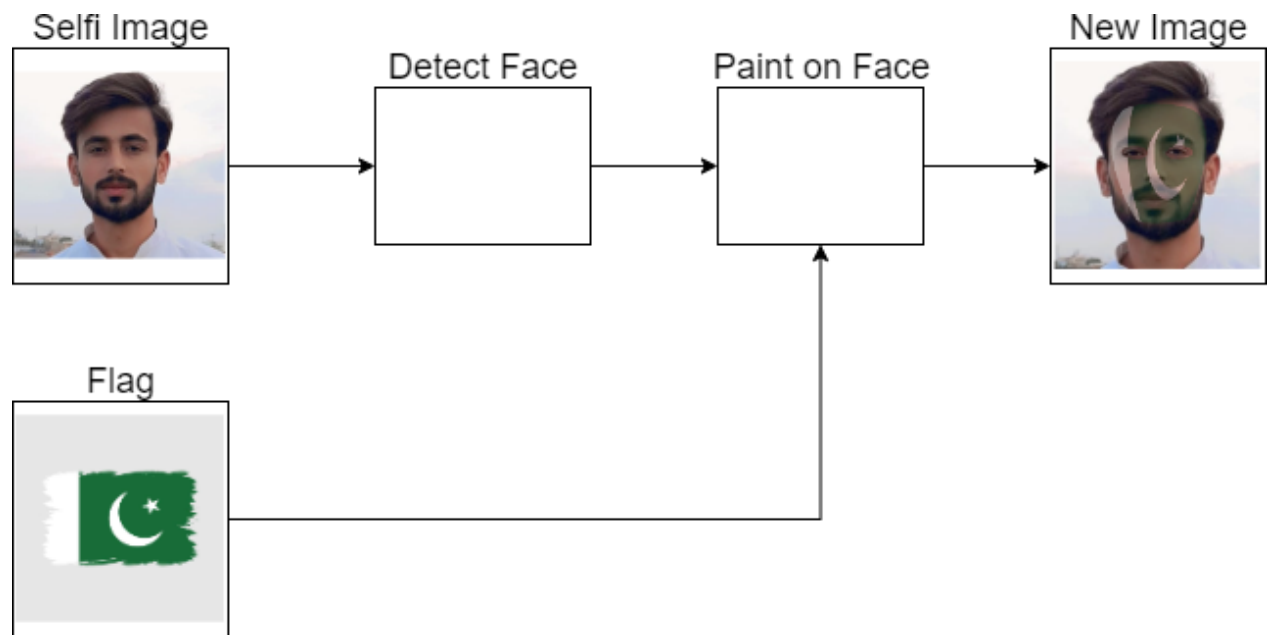 Selfi Image
Detect Face
Paint on Face
New Image
Flag